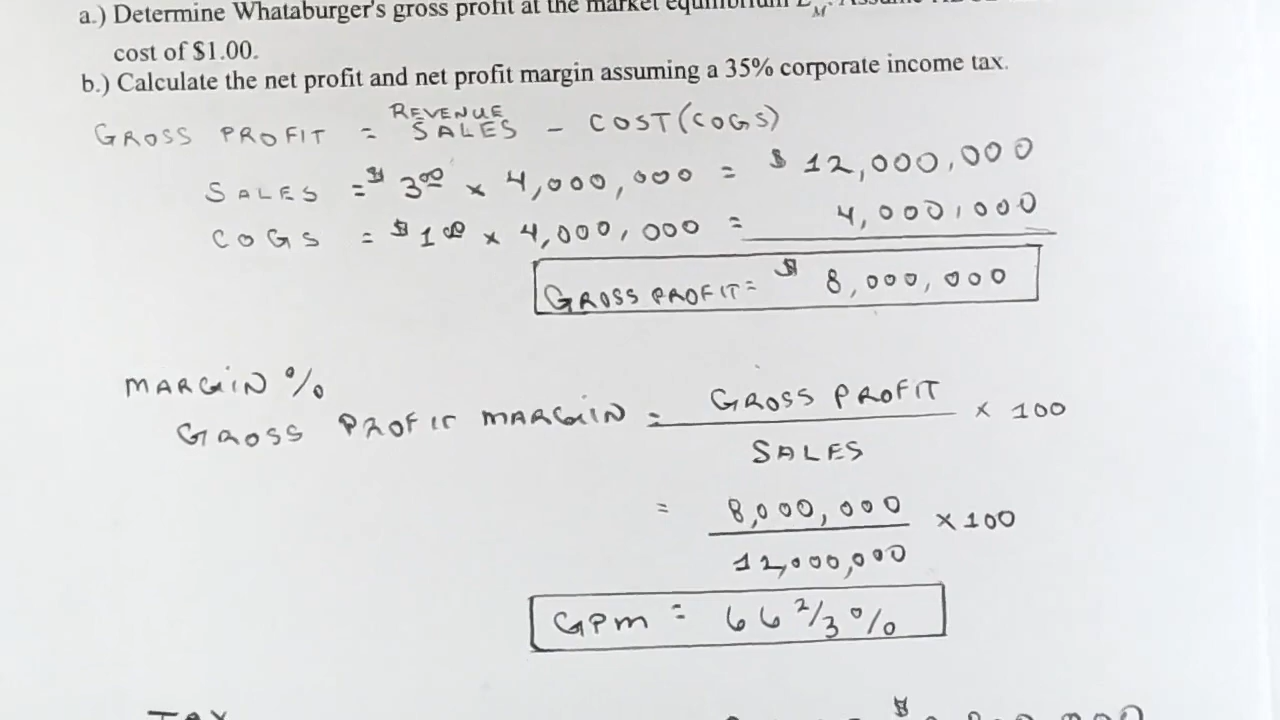 a.) Determine Whataburger's gross profit at the market equilibrium E_M.
cost of $1.00.
b.) Calculate the net profit and net profit margin assuming a 35% corporate income tax.
REVENUE
GROSS PROFIT = SALES - COST (COGS)
SALES = $ 3.00 x 4,000,000 = $ 12,000,000
COGS = $ 1.00 x 4,000,000 = 4,000,000
GROSS PROFIT = $ 8,000,000
MARGIN %
GROSS PROFIT MARGIN = GROSS PROFIT x 100
SALES
= 8,000,000 x 100
12,000,000
GPM = 66 2/3 %
TAX $